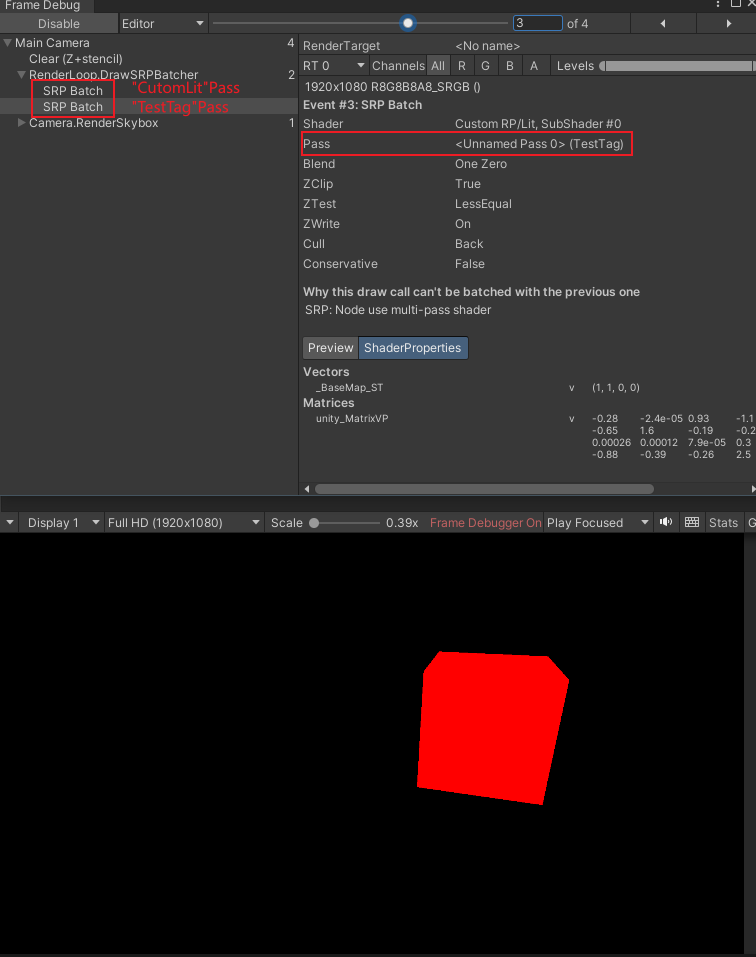 Frame Debug
Disable
Editor
3
of 4
Main Camera
4
Clear (Z+stencil)
RenderLoop.DrawSRPBatcher
2
SRP Batch
"CutomLit"Pass
SRP Batch
"TestTag"Pass
Camera.RenderSkybox
1
RenderTarget
<No name>
RT 0
Channels
All
R
G
B
A
Levels
1920x1080 R8G8B8A8_SRGB ()
Event #3: SRP Batch
Shader
Custom RP/Lit, SubShader #0
Pass
<Unnamed Pass 0> (TestTag)
Blend
One Zero
ZClip
True
ZTest
LessEqual
ZWrite
On
Cull
Back
Conservative
False
Why this draw call can't be batched with the previous one
SRP: Node use multi-pass shader
Preview
ShaderProperties
Vectors
_BaseMap_ST
v
(1, 1, 0, 0)
Matrices
unity_MatrixVP
v
-0.28 -2.4e-05 0.93 -1.1
-0.65 1.6 -0.19 -0.2
0.00026 0.00012 7.9e-05 0.3
-0.88 -0.39 -0.26 2.5
Display 1
Full HD (1920x1080)
Scale
0.39x
Frame Debugger On
Play Focused
Stats
G